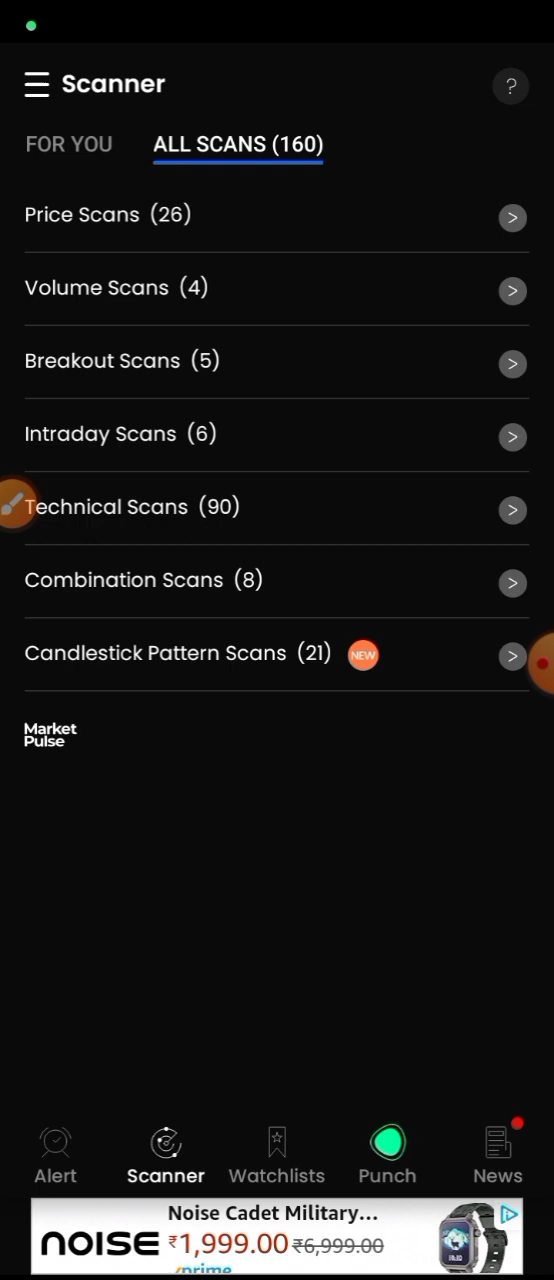 Scanner
?
FOR YOU ALL SCANS (160)
Price Scans (26) >
Volume Scans (4) >
Breakout Scans (5) >
Intraday Scans (6) >
Technical Scans (90) >
Combination Scans (8) >
Candlestick Pattern Scans (21) NEW >
Market
Pulse
Alert Scanner Watchlists Punch News
Noise Cadet Military...
noise ₹1,999.00 ₹6,999.00
prime